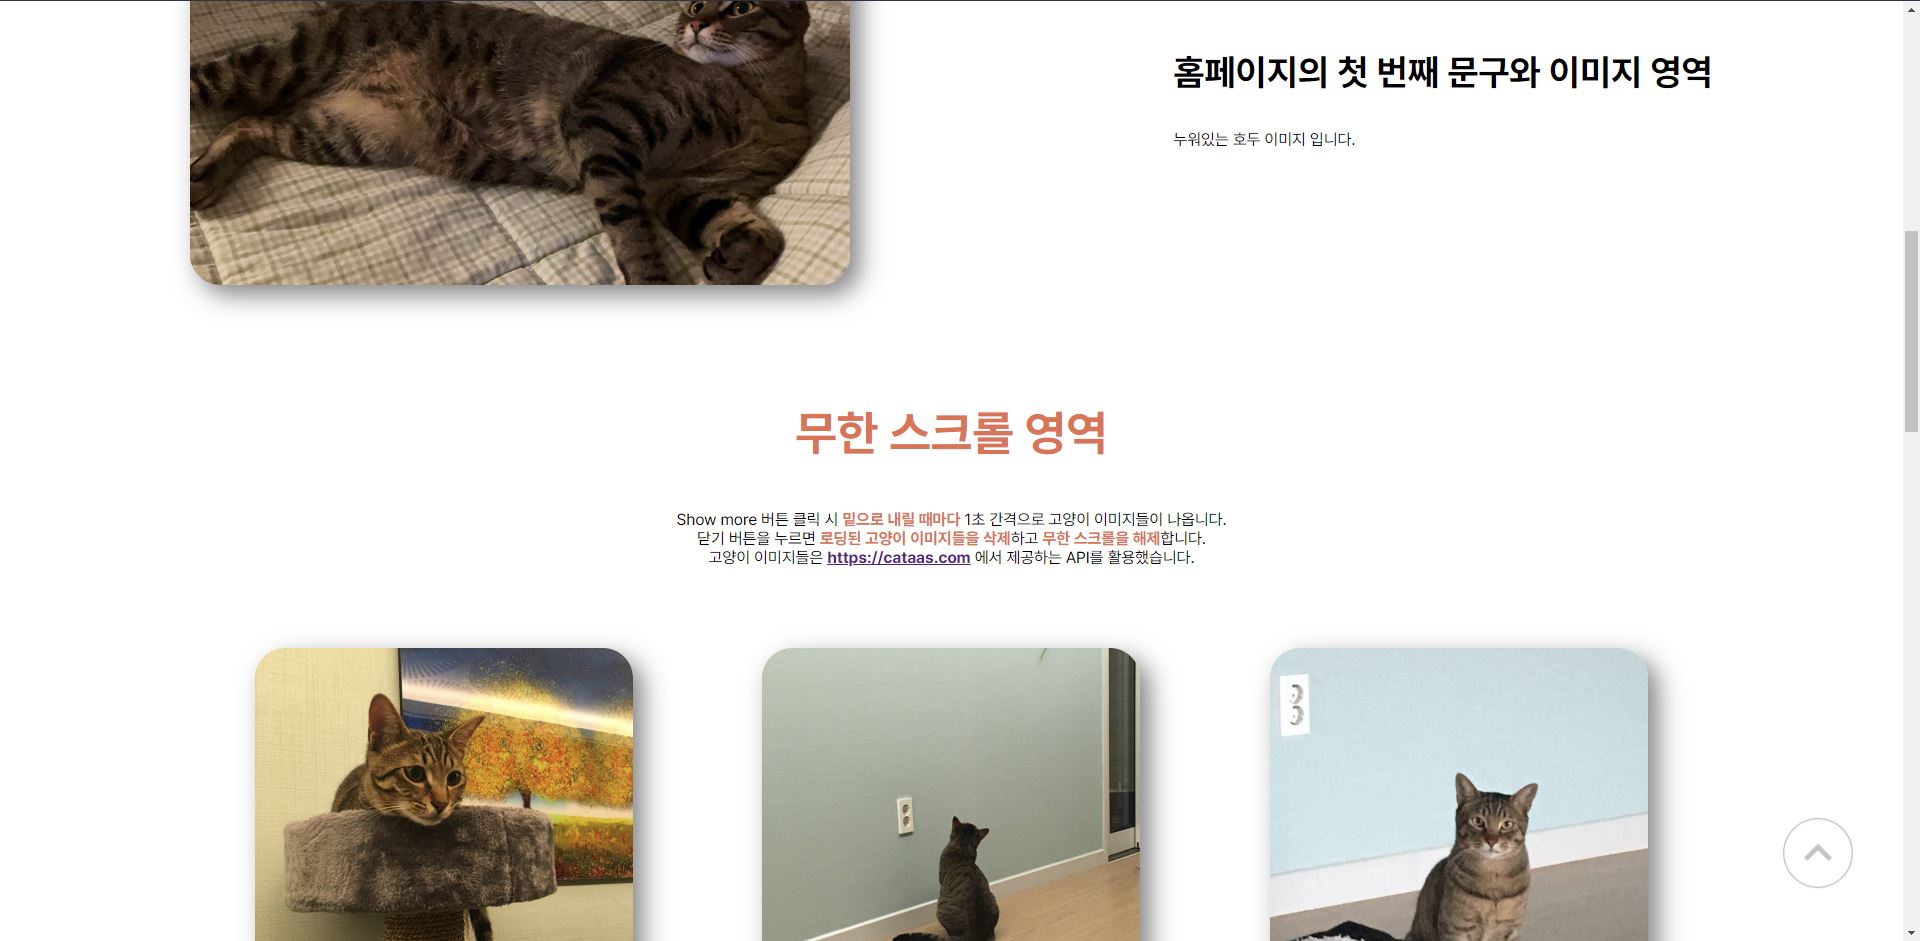 홈페이지의 첫 번째 문구와 이미지 영역
누워있는 호두 이미지 입니다.
무한 스크롤 영역
Show more 버튼 클릭 시 밑으로 내릴 때마다 1초 간격으로 고양이 이미지들이 나옵니다.
닫기 버튼을 누르면 로딩된 고양이 이미지들을 삭제하고 무한 스크롤을 해제합니다.
고양이 이미지들은 https://cataas.com 에서 제공하는 API를 활용했습니다.